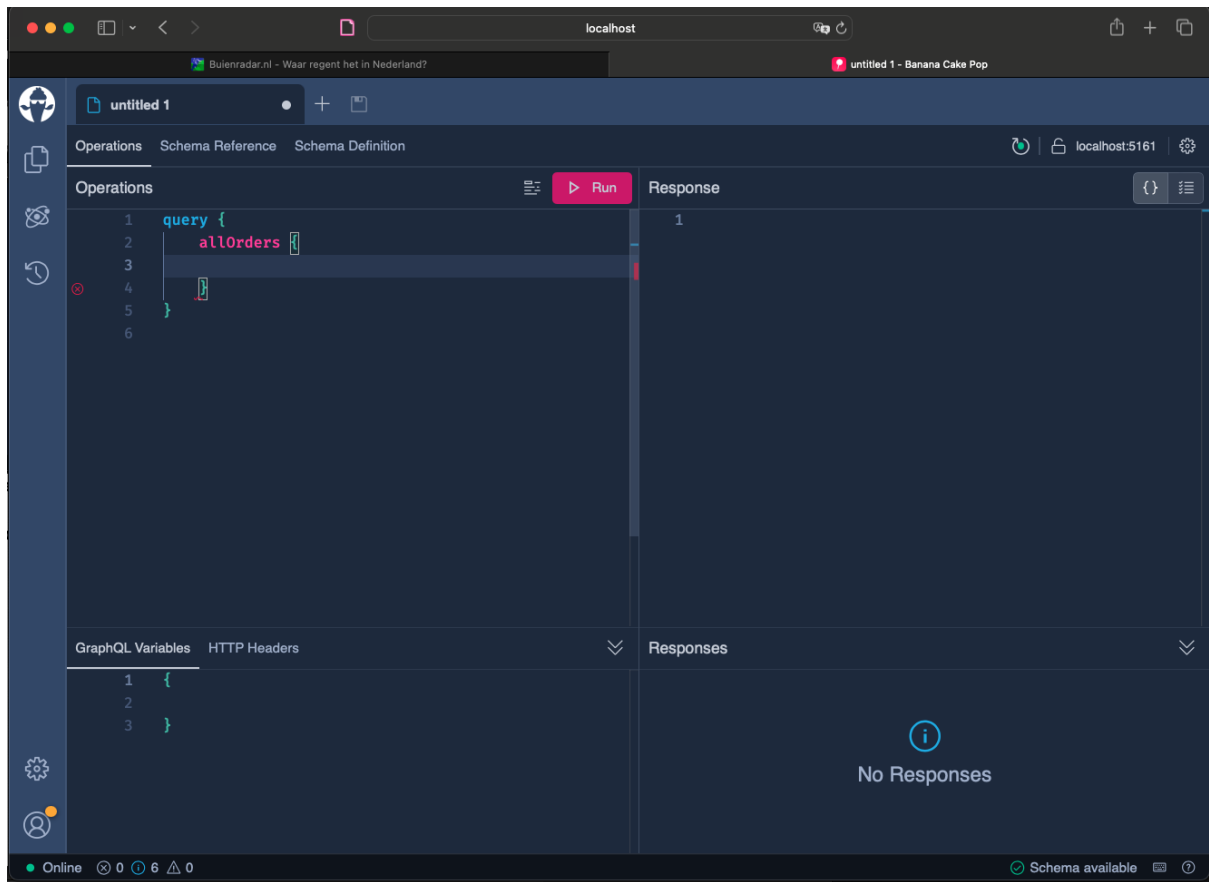 localhost
Buienradar.nl - Waar regent het in Nederland?
untitled 1 - Banana Cake Pop
untitled 1
Operations Schema Reference Schema Definition
localhost:5161
Operations
Run
Response
1 query {
2 allOrders {
3
4 }
5 }
6
1
GraphQL Variables HTTP Headers
Responses
1 {
2
3 }
No Responses
Online 0 6 0
Schema available